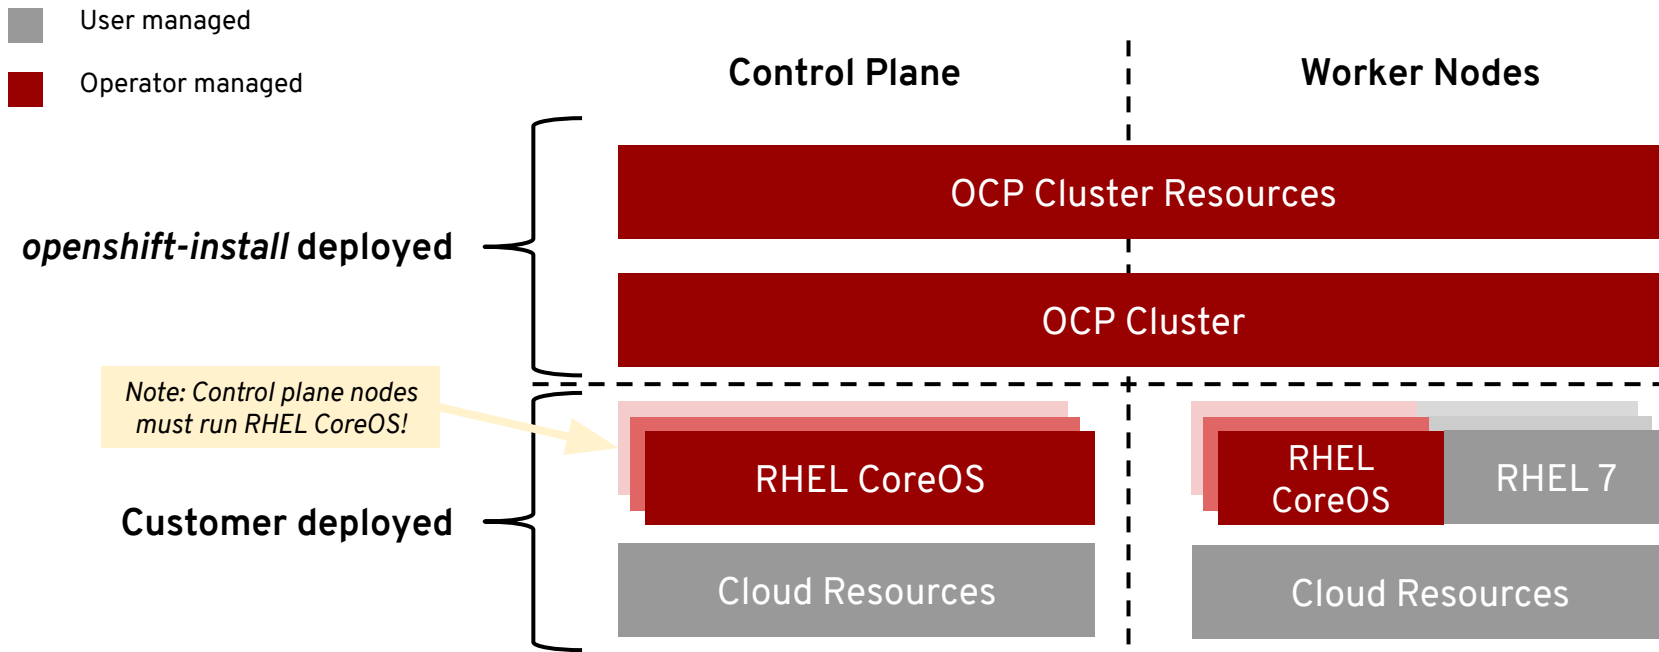 User managed
Operator managed
Control Plane
Worker Nodes
OCP Cluster Resources
openshift-install deployed
OCP Cluster
Note: Control plane nodes
must run RHEL CoreOS!
RHEL CoreOS
RHEL
CoreOS
RHEL 7
Customer deployed
Cloud Resources
Cloud Resources